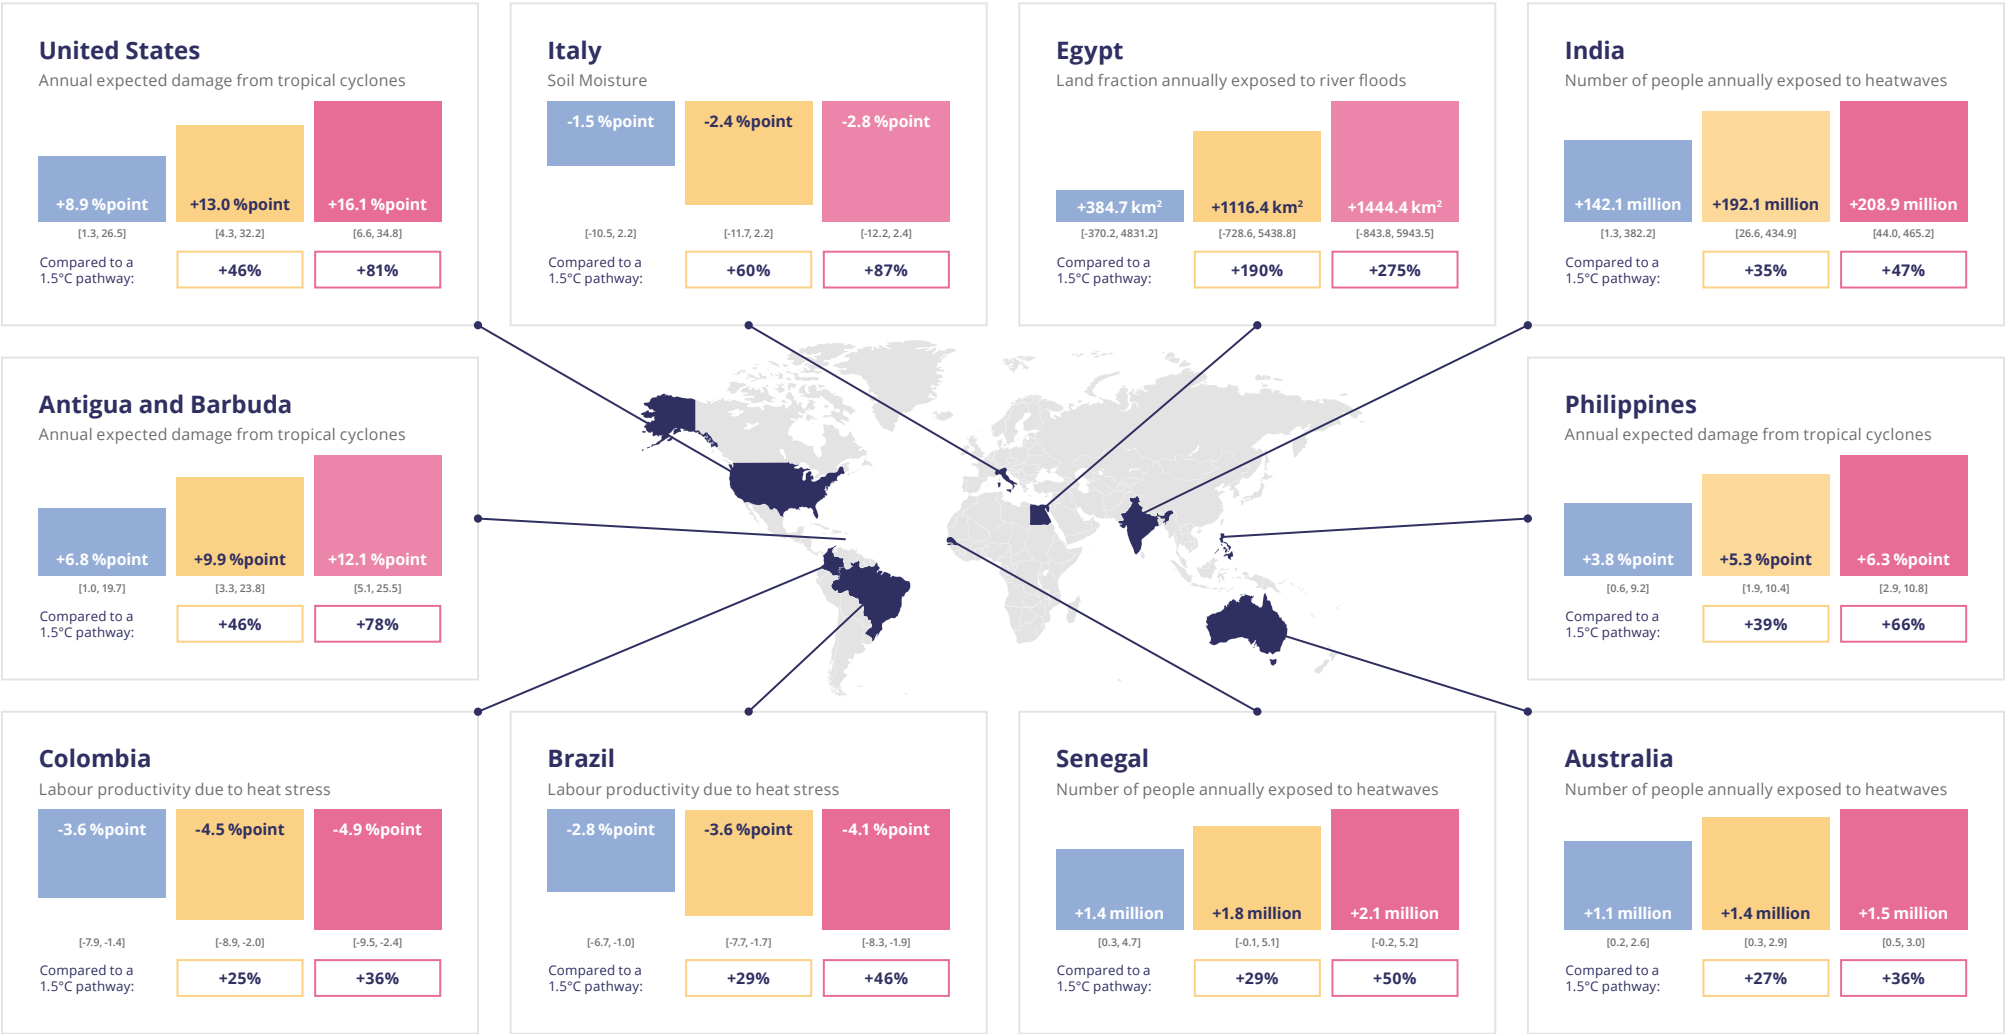 United States
Annual expected damage from tropical cyclones
+8.9 %point
+13.0 %point
+16.1 %point
[1.3, 26.5]
[4.3, 32.2]
[6.6, 34.8]
Compared to a
1.5°C pathway:
+46%
+81%
Italy
Soil Moisture
-1.5 %point
-2.4 %point
-2.8 %point
[-10.5, 2.2]
[-11.7, 2.2]
[-12.2, 2.4]
Compared to a
1.5°C pathway:
+60%
+87%
Egypt
Land fraction annually exposed to river floods
+384.7 km²
+1116.4 km²
+1444.4 km²
[-370.2, 4831.2]
[-728.6, 5438.8]
[-843.8, 5943.5]
Compared to a
1.5°C pathway:
+190%
+275%
India
Number of people annually exposed to heatwaves
+142.1 million
+192.1 million
+208.9 million
[1.3, 382.2]
[26.6, 434.9]
[44.0, 465.2]
Compared to a
1.5°C pathway:
+35%
+47%
Antigua and Barbuda
Annual expected damage from tropical cyclones
+6.8 %point
+9.9 %point
+12.1 %point
[1.0, 19.7]
[3.3, 23.8]
[5.1, 25.5]
Compared to a
1.5°C pathway:
+46%
+78%
Philippines
Annual expected damage from tropical cyclones
+3.8 %point
+5.3 %point
+6.3 %point
[0.6, 9.2]
[1.9, 10.4]
[2.9, 10.8]
Compared to a
1.5°C pathway:
+39%
+66%
Colombia
Labour productivity due to heat stress
-3.6 %point
-4.5 %point
-4.9 %point
[-7.9, -1.4]
[-8.9, -2.0]
[-9.5, -2.4]
Compared to a
1.5°C pathway:
+25%
+36%
Brazil
Labour productivity due to heat stress
-2.8 %point
-3.6 %point
-4.1 %point
[-6.7, -1.0]
[-7.7, -1.7]
[-8.3, -1.9]
Compared to a
1.5°C pathway:
+29%
+46%
Senegal
Number of people annually exposed to heatwaves
+1.4 million
+1.8 million
+2.1 million
[0.3, 4.7]
[-0.1, 5.1]
[-0.2, 5.2]
Compared to a
1.5°C pathway:
+29%
+50%
Australia
Number of people annually exposed to heatwaves
+1.1 million
+1.4 million
+1.5 million
[0.2, 2.6]
[0.3, 2.9]
[0.5, 3.0]
Compared to a
1.5°C pathway:
+27%
+36%